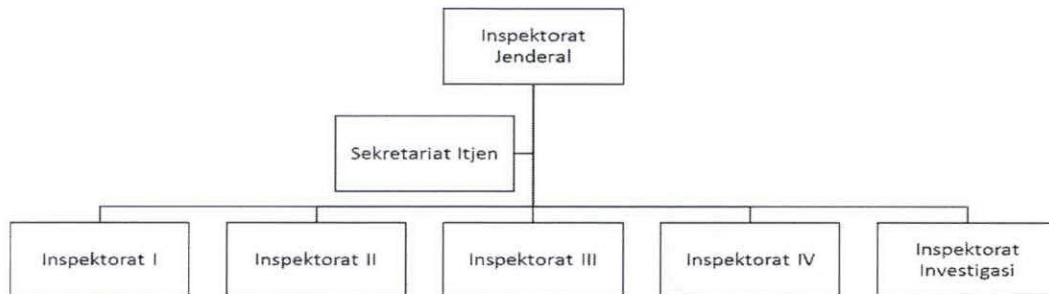 Inspektorat
Jenderal
Sekretariat Itjen
Inspektorat I
Inspektorat II
Inspektorat III
Inspektorat IV
Inspektorat
Investigasi